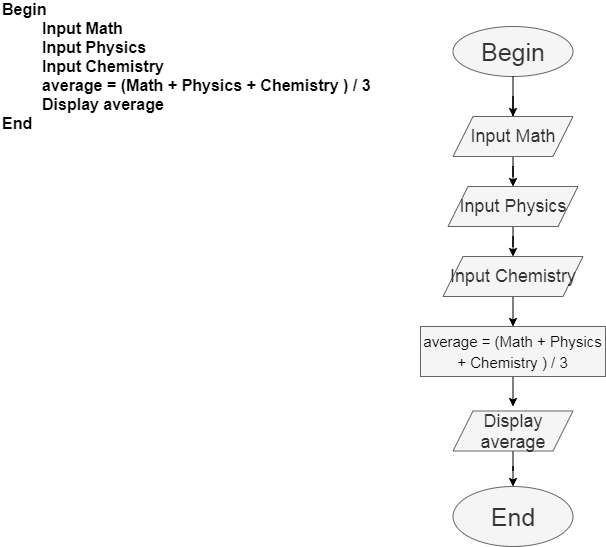 Begin
Input Math
Input Physics
Input Chemistry
average = (Math + Physics + Chemistry ) / 3
Display average
End
Begin
Input Math
Input Physics
Input Chemistry
average = (Math + Physics
+ Chemistry ) / 3
Display
average
End